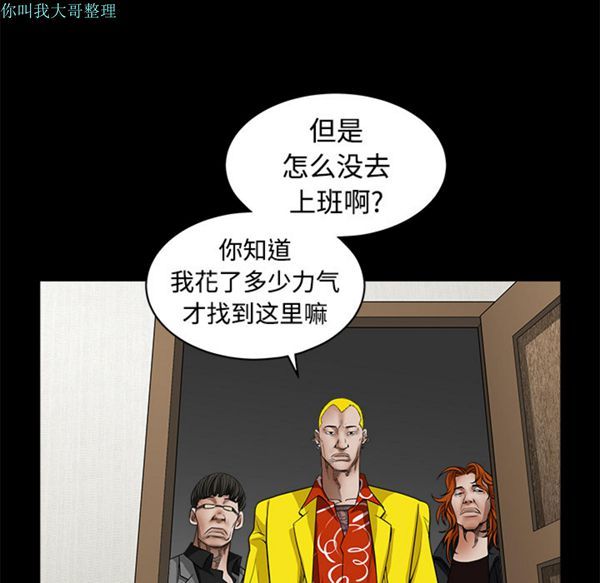 你叫我大哥整理
但是
怎么没去
上班啊?
你知道
我花了多少力气
才找到这里嘛